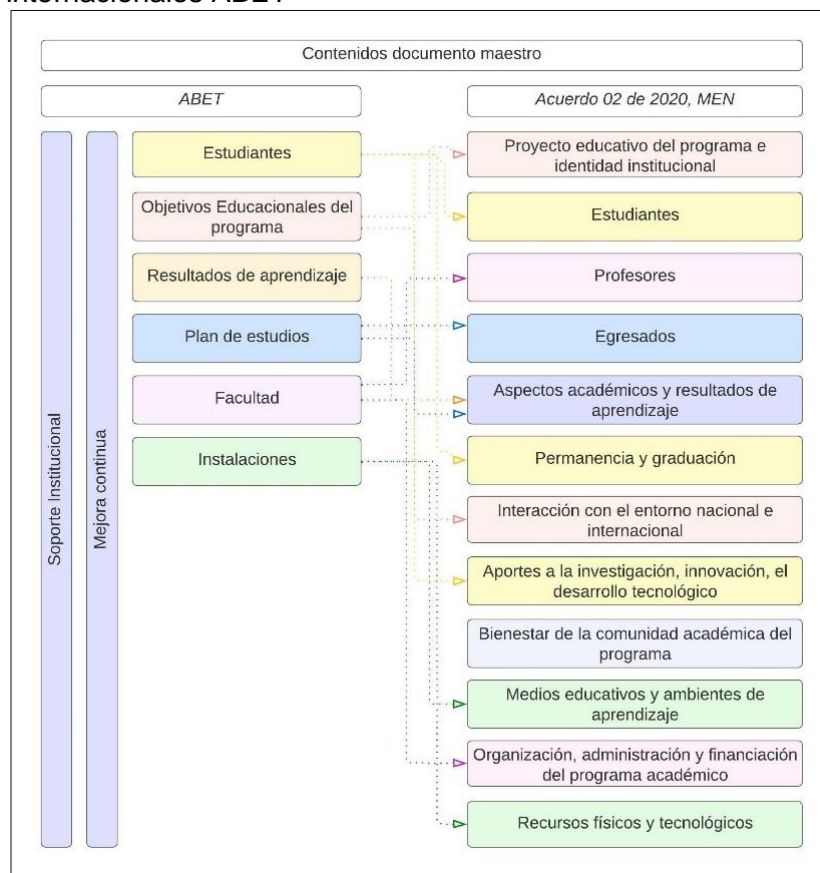 internacionales ABET
Contenidos documento maestro
ABET
Acuerdo 02 de 2020, MEN
Soporte Institucional
Mejora continua
Estudiantes
Objetivos Educacionales del
programa
Resultados de aprendizaje
Plan de estudios
Facultad
Instalaciones
Proyecto educativo del programa e
identidad institucional
Estudiantes
Profesores
Egresados
Aspectos académicos y resultados de
aprendizaje
Permanencia y graduación
Interacción con el entorno nacional e
internacional
Aportes a la investigación, innovación, el
desarrollo tecnológico
Bienestar de la comunidad académica del
programa
Medios educativos y ambientes de
aprendizaje
Organización, administración y financiación
del programa académico
Recursos físicos y tecnológicos